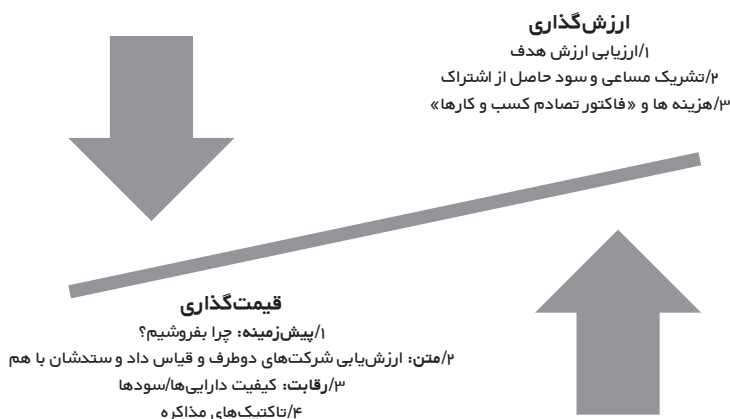 ارزش‌گذاری
۱/ارزیابی ارزش هدف
۲/تشریک مساعی و سود حاصل از اشتراک
۳/هزینه ها و «فاکتور تصادم کسب و کارها»
قیمت‌گذاری
۱/پیش‌زمینه: چرا بفروشیم؟
۲/متن: ارزش‌یابی شرکت‌های دوطرف و قیاس داد و ستدشان با هم
۳/رقابت: کیفیت دارایی‌ها/سودها
۴/تاکتیک‌های مذاکره